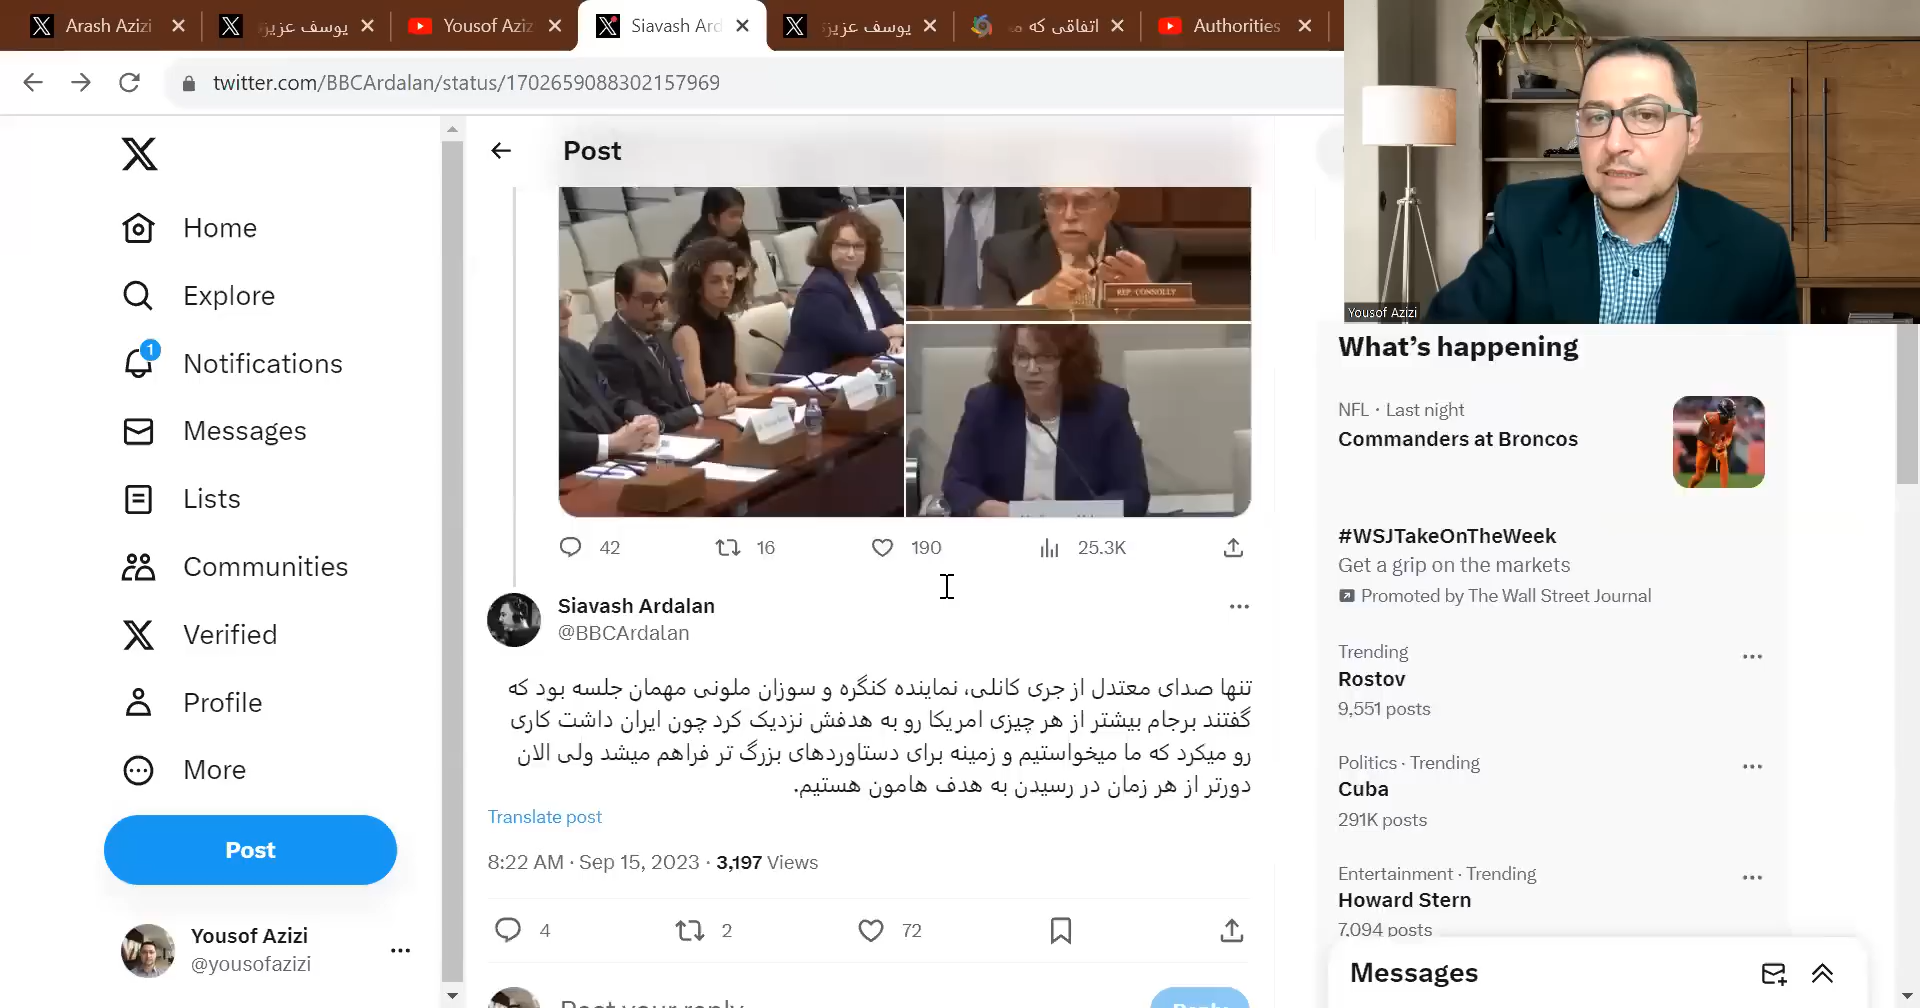 Arash Azizi
یوسف عزیز
Yousof Aziz
Siavash Ard
یوسف عزیز
اتفاقی که
Authorities
twitter.com/BBCArdalan/status/1702659088302157969
Post
Home
Explore
1
Notifications
Messages
Lists
Communities
Verified
Profile
More
Post
Yousof Azizi
@yousofazizi
REP CONNOLLY
42
16
190
25.3K
Siavash Ardalan
@BBCArdalan
تنها صدای معتدل از جری کانلی، نماینده کنگره و سوزان ملونی مهمان جلسه بود که
گفتند برجام بیشتر از هر چیزی امریکا رو به هدفش نزدیک کرد چون ایران داشت کاری
رو میکرد که ما میخواستیم و زمینه برای دستاوردهای بزرگ تر فراهم میشد ولی الان
دورتر از هر زمان در رسیدن به هدف هامون هستیم.
Translate post
8:22 AM · Sep 15, 2023 · 3,197 Views
4
2
72
Post your reply
Reply
Yousof Azizi
What's happening
NFL · Last night
Commanders at Broncos
#WSJTakeOnTheWeek
Get a grip on the markets
Promoted by The Wall Street Journal
Trending
Rostov
9,551 posts
Politics · Trending
Cuba
291K posts
Entertainment · Trending
Howard Stern
7,094 posts
Messages